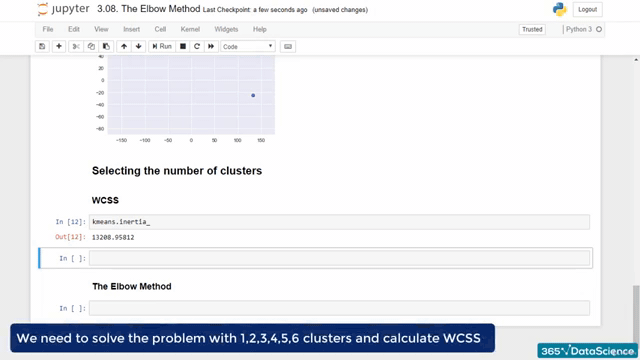 jupyter 3.08. The Elbow Method Last Checkpoint: a few seconds ago (unsaved changes) Logout
File Edit View Insert Cell Kernel Widgets Help Trusted Python 3
Run Code
40
20
0
−20
−40
−60
−80
−150 −100 −50 0 50 100 150
Selecting the number of clusters
WCSS
In [12]: kmeans.inertia_
Out[12]: 13208.95812
In [ ]:
The Elbow Method
In [ ]:
We need to solve the problem with 1,2,3,4,5,6 clusters and calculate WCSS
365 DataScience